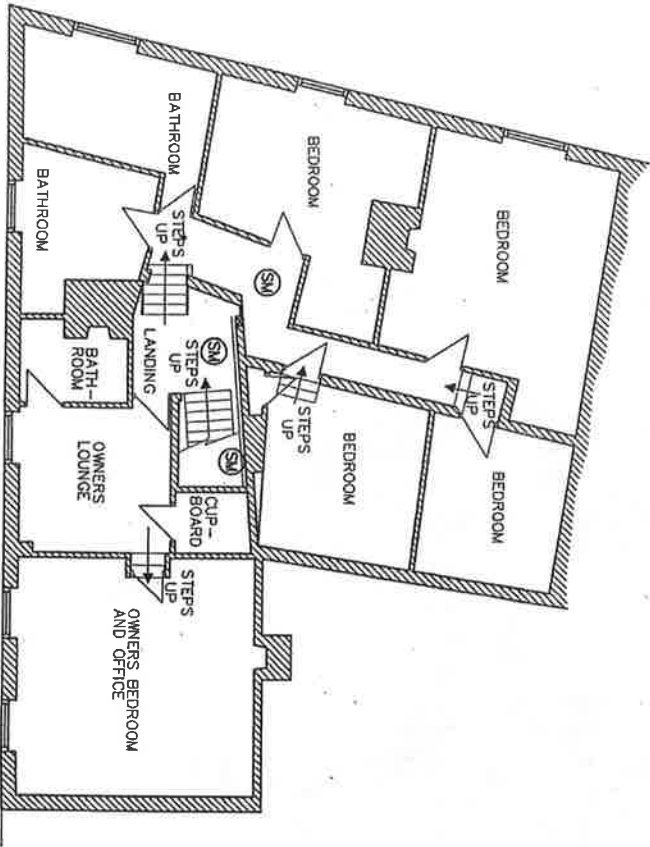 BATHROOM
BEDROOM
BEDROOM
BATHROOM
STEPS
UP
SM
LANDING
STEPS
UP
SM
STEPS
UP
STEPS
UP
BATH-
ROOM
SM
BEDROOM
BEDROOM
OWNERS
LOUNGE
CUP-
BOARD
STEPS
UP
OWNERS BEDROOM
AND OFFICE